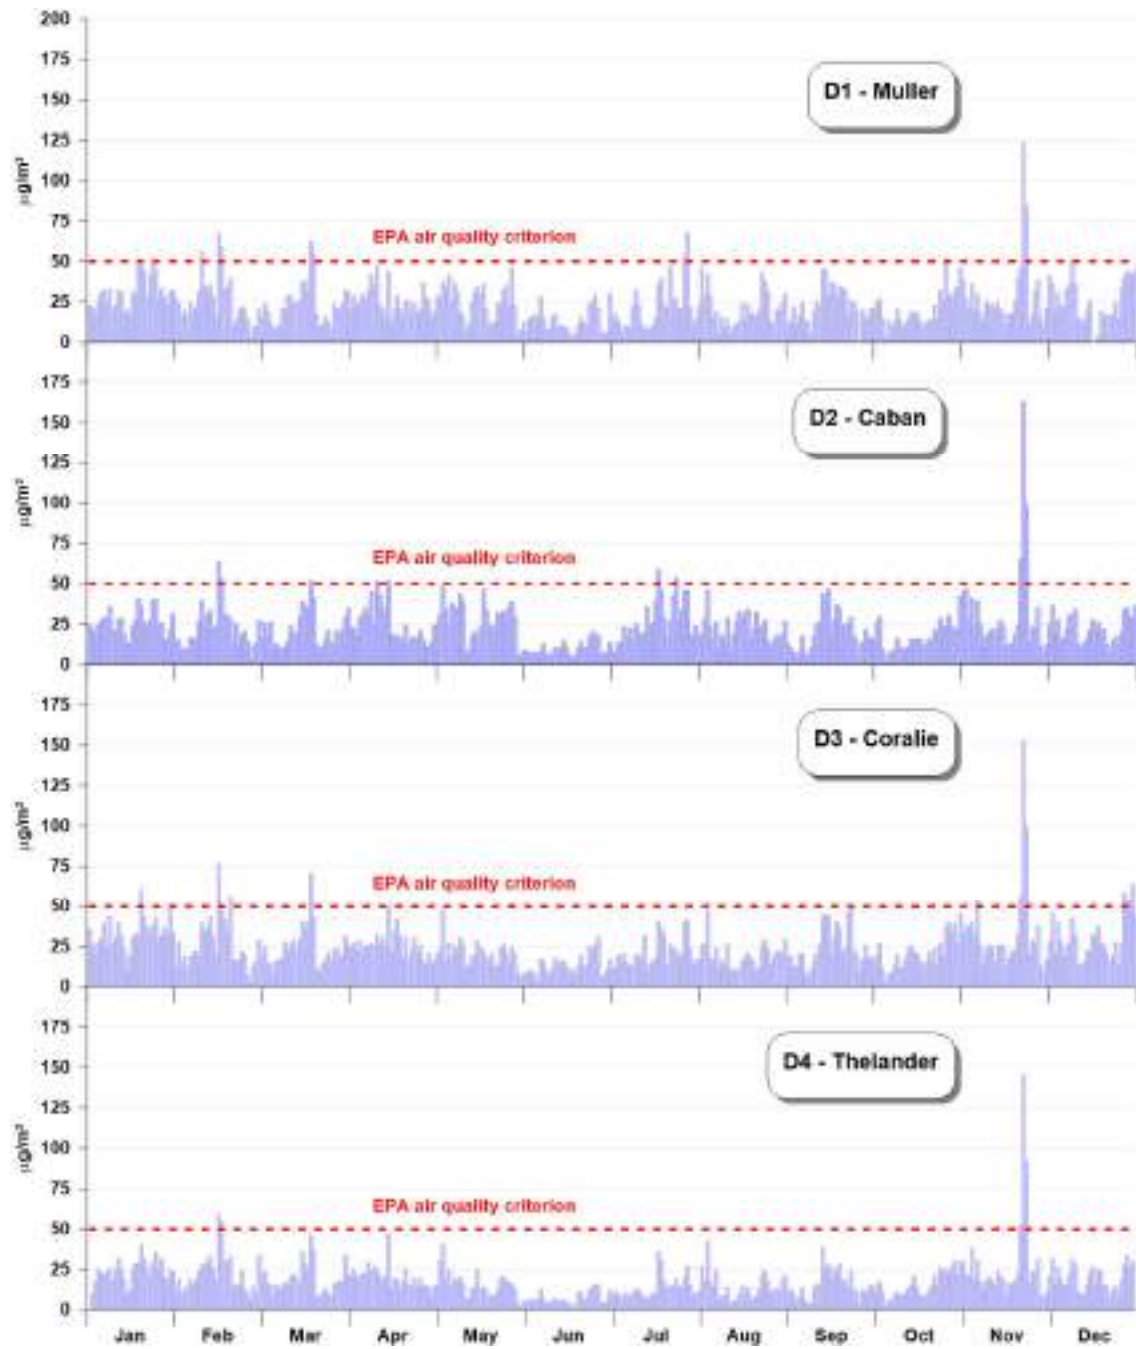 200
175
150
125
100
75
50
25
0
µg/m³
D1 - Muller
EPA air quality criterion
175
150
125
100
75
50
25
0
µg/m³
D2 - Caban
EPA air quality criterion
175
150
125
100
75
50
25
0
µg/m³
D3 - Coralie
EPA air quality criterion
175
150
125
100
75
50
25
0
µg/m³
D4 - Thelander
EPA air quality criterion
Jan Feb Mar Apr May Jun Jul Aug Sep Oct Nov Dec